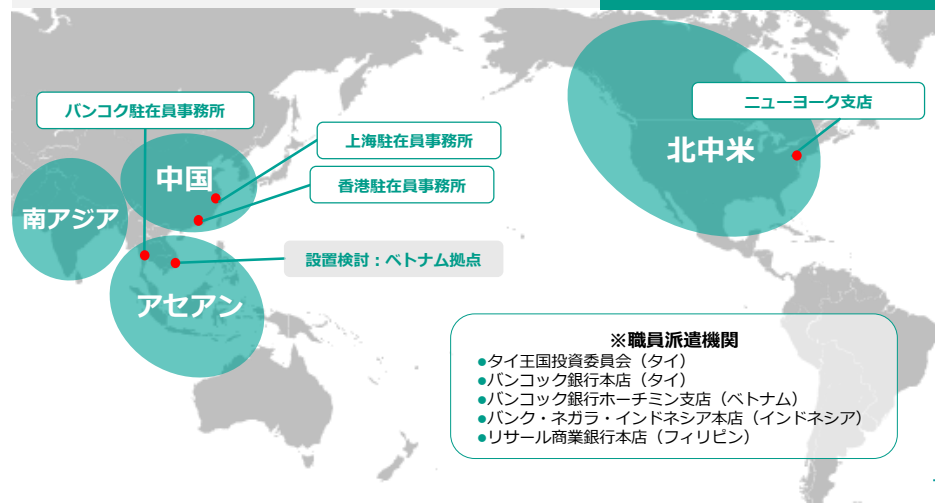 バンコク駐在員事務所
ニューヨーク支店
上海駐在員事務所
北中米
中国
香港駐在員事務所
南アジア
設置検討：ベトナム拠点
アセアン
※職員派遣機関
●タイ王国投資委員会（タイ）
●バンコック銀行本店（タイ）
●バンコック銀行ホーチミン支店（ベトナム）
●バンク・ネガラ・インドネシア本店（インドネシア）
●リサール商業銀行本店（フィリピン）